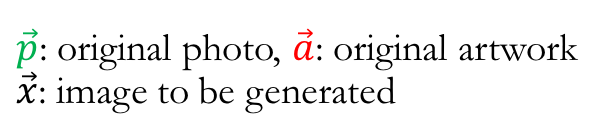 p⃗: original photo, a⃗: original artwork
x⃗: image to be generated